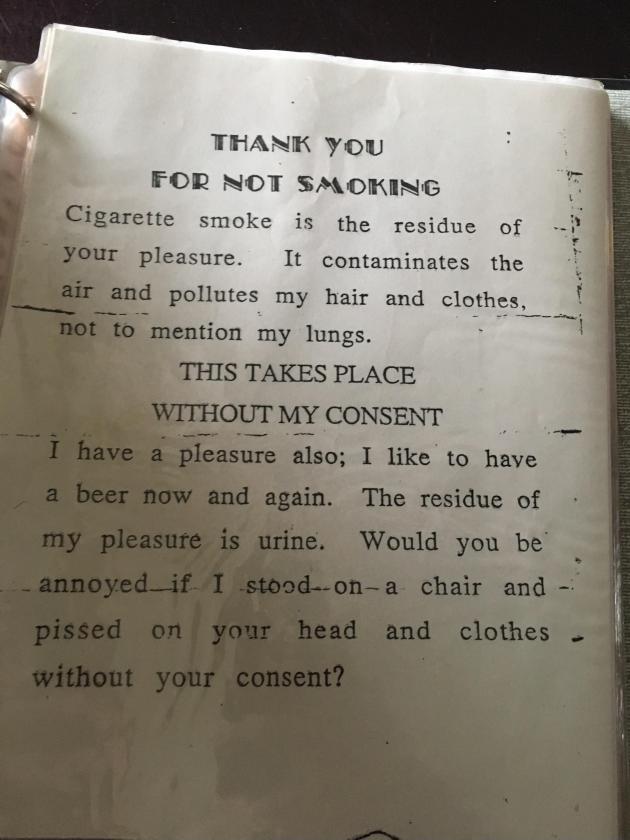 THANK YOU
FOR NOT SMOKING
Cigarette smoke is the residue of
your pleasure. It contaminates the
air and pollutes my hair and clothes,
not to mention my lungs.
THIS TAKES PLACE
WITHOUT MY CONSENT
I have a pleasure also; I like to have
a beer now and again. The residue of
my pleasure is urine. Would you be
annoyed if I stood on a chair and
pissed on your head and clothes
without your consent?